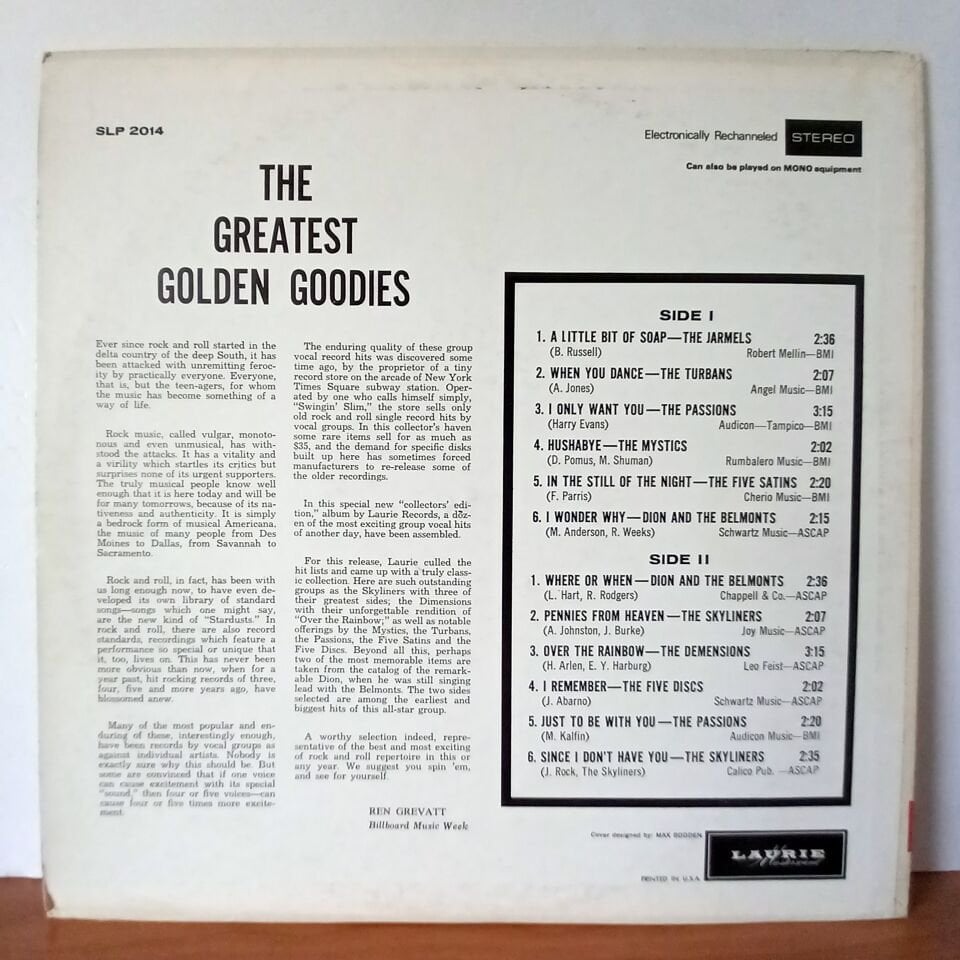 SLP 2014
Electronically Rechanneled STEREO
Can also be played on MONO equipment
THE
GREATEST
GOLDEN GOODIES
Ever since rock and roll started in the
delta country of the deep South, it has
been attacked with unremitting feroc-
ity by practically everyone. Everyone,
that is, but the teen-agers, for whom
the music has become something of a
way of life.
Rock music, called vulgar, monoto-
nous and even unmusical, has with-
stood the attacks. It has a vitality and
a virility which startles its critics but
surprises none of its urgent supporters.
The truly musical people know well
enough that it is here today and will be
for many tomorrows, because of its na-
tiveness and authenticity. It is simply
a bedrock form of musical Americana,
the music of many people from Des
Moines to Dallas, from Savannah to
Sacramento.
Rock and roll, in fact, has been with
us long enough now, to have even de-
veloped its own library of standard
songs—songs which one might say,
are the new kind of "Stardusts." In
rock and roll, there are also record
standards, recordings which feature a
performance so special or unique that
it, too, lives on. This has never been
more obvious than now, when for a
year past, hit rocking records of three,
four, five and more years ago, have
blossomed anew.
Many of the most popular and en-
during of these, interestingly enough,
have been records by vocal groups as
against individual artists. Nobody is
exactly sure why this should be. But
some are convinced that if one voice
can cause excitement with its special
"sound," then four or five voices—can
cause four or five times more excite-
ment.
The enduring quality of these group
vocal record hits was discovered some
time ago, by the proprietor of a tiny
record store on the arcade of New York
Times Square subway station. Oper-
ated by one who calls himself simply,
"Swingin' Slim," the store sells only
old rock and roll single record hits by
vocal groups. In this collector's haven
some rare items sell for as much as
$35, and the demand for specific disks
built up here has sometimes forced
manufacturers to re-release some of
the older recordings.
In this special new "collectors' edi-
tion," album by Laurie Records, a doz-
en of the most exciting group vocal hits
of another day, have been assembled.
For this release, Laurie culled the
hit lists and came up with a truly class-
ic collection. Here are such outstanding
groups as the Skyliners with three of
their greatest sides; the Dimensions
with their unforgettable rendition of
"Over the Rainbow;" as well as notable
offerings by the Mystics, the Turbans,
the Passions, the Five Satins and the
Five Discs. Beyond all this, perhaps
two of the most memorable items are
taken from the catalog of the remark-
able Dion, when he was still singing
lead with the Belmonts. The two sides
selected are among the earliest and
biggest hits of this all-star group.
A worthy selection indeed, repre-
sentative of the best and most exciting
of rock and roll repertoire in this or
any year. We suggest you spin 'em,
and see for yourself.
REN GREVATT
Billboard Music Week
SIDE I
1. A LITTLE BIT OF SOAP—THE JARMELS 2:36
(B. Russell) Robert Mellin—BMI
2. WHEN YOU DANCE—THE TURBANS 2:07
(A. Jones) Angel Music—BMI
3. I ONLY WANT YOU—THE PASSIONS 3:15
(Harry Evans) Audicon—Tampico—BMI
4. HUSHABYE—THE MYSTICS 2:02
(D. Pomus, M. Shuman) Rumbalero Music—BMI
5. IN THE STILL OF THE NIGHT—THE FIVE SATINS 2:20
(F. Parris) Cherio Music—BMI
6. I WONDER WHY—DION AND THE BELMONTS 2:15
(M. Anderson, R. Weeks) Schwartz Music—ASCAP
SIDE II
1. WHERE OR WHEN—DION AND THE BELMONTS 2:36
(L. Hart, R. Rodgers) Chappell & Co.—ASCAP
2. PENNIES FROM HEAVEN—THE SKYLINERS 2:07
(A. Johnston, J. Burke) Joy Music—ASCAP
3. OVER THE RAINBOW—THE DEMENSIONS 3:15
(H. Arlen, E. Y. Harburg) Leo Feist—ASCAP
4. I REMEMBER—THE FIVE DISCS 2:02
(J. Abarno) Schwartz Music—ASCAP
5. JUST TO BE WITH YOU—THE PASSIONS 2:20
(M. Kalfin) Audicon Music—BMI
6. SINCE I DON'T HAVE YOU—THE SKYLINERS 2:35
(J. Rock, The Skyliners) Calico Pub. —ASCAP
Cover designed by: MAX BODDEN
LAURIE
PRINTED IN U.S.A.